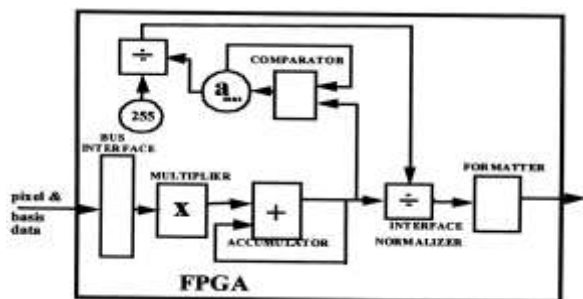 ÷
COMPARATOR
a max
255
BUS
INTERFACE
MULTIPLIER
FORMATTER
pixel &
basis
data
X
+
÷
ACCUMULATOR
INTERFACE
NORMALIZER
FPGA